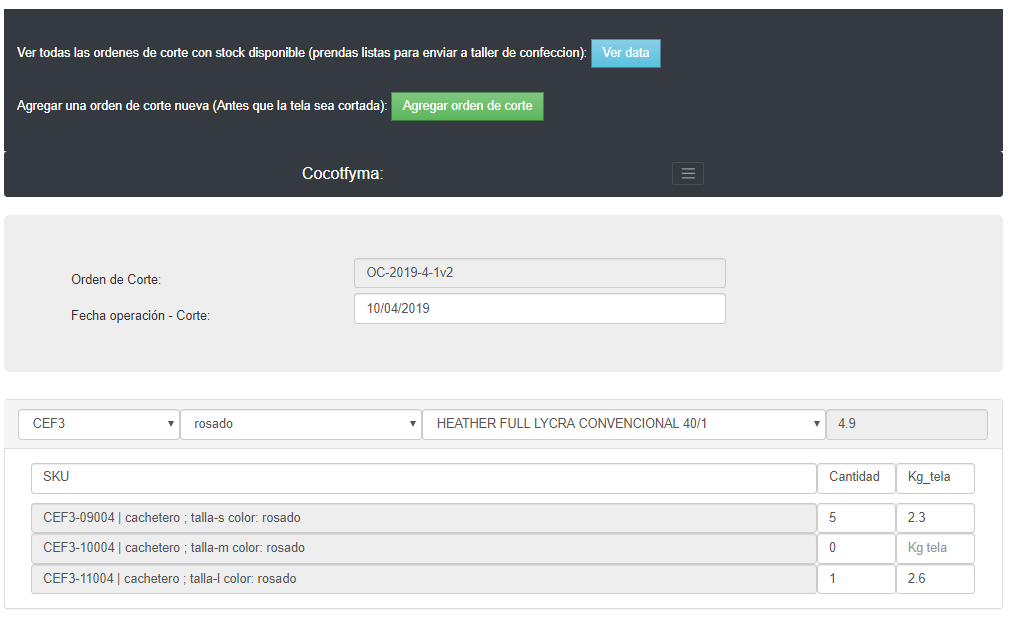 Ver todas las ordenes de corte con stock disponible (prendas listas para enviar a taller de confeccion): Ver data
Agregar una orden de corte nueva (Antes que la tela sea cortada): Agregar orden de corte
Cocotfyma:
Orden de Corte: OC-2019-4-1v2
Fecha operación - Corte: 10/04/2019
CEF3 rosado HEATHER FULL LYCRA CONVENCIONAL 40/1 4.9
SKU Cantidad Kg_tela
CEF3-09004 | cachetero ; talla-s color: rosado 5 2.3
CEF3-10004 | cachetero ; talla-m color: rosado 0 Kg tela
CEF3-11004 | cachetero ; talla-l color: rosado 1 2.6